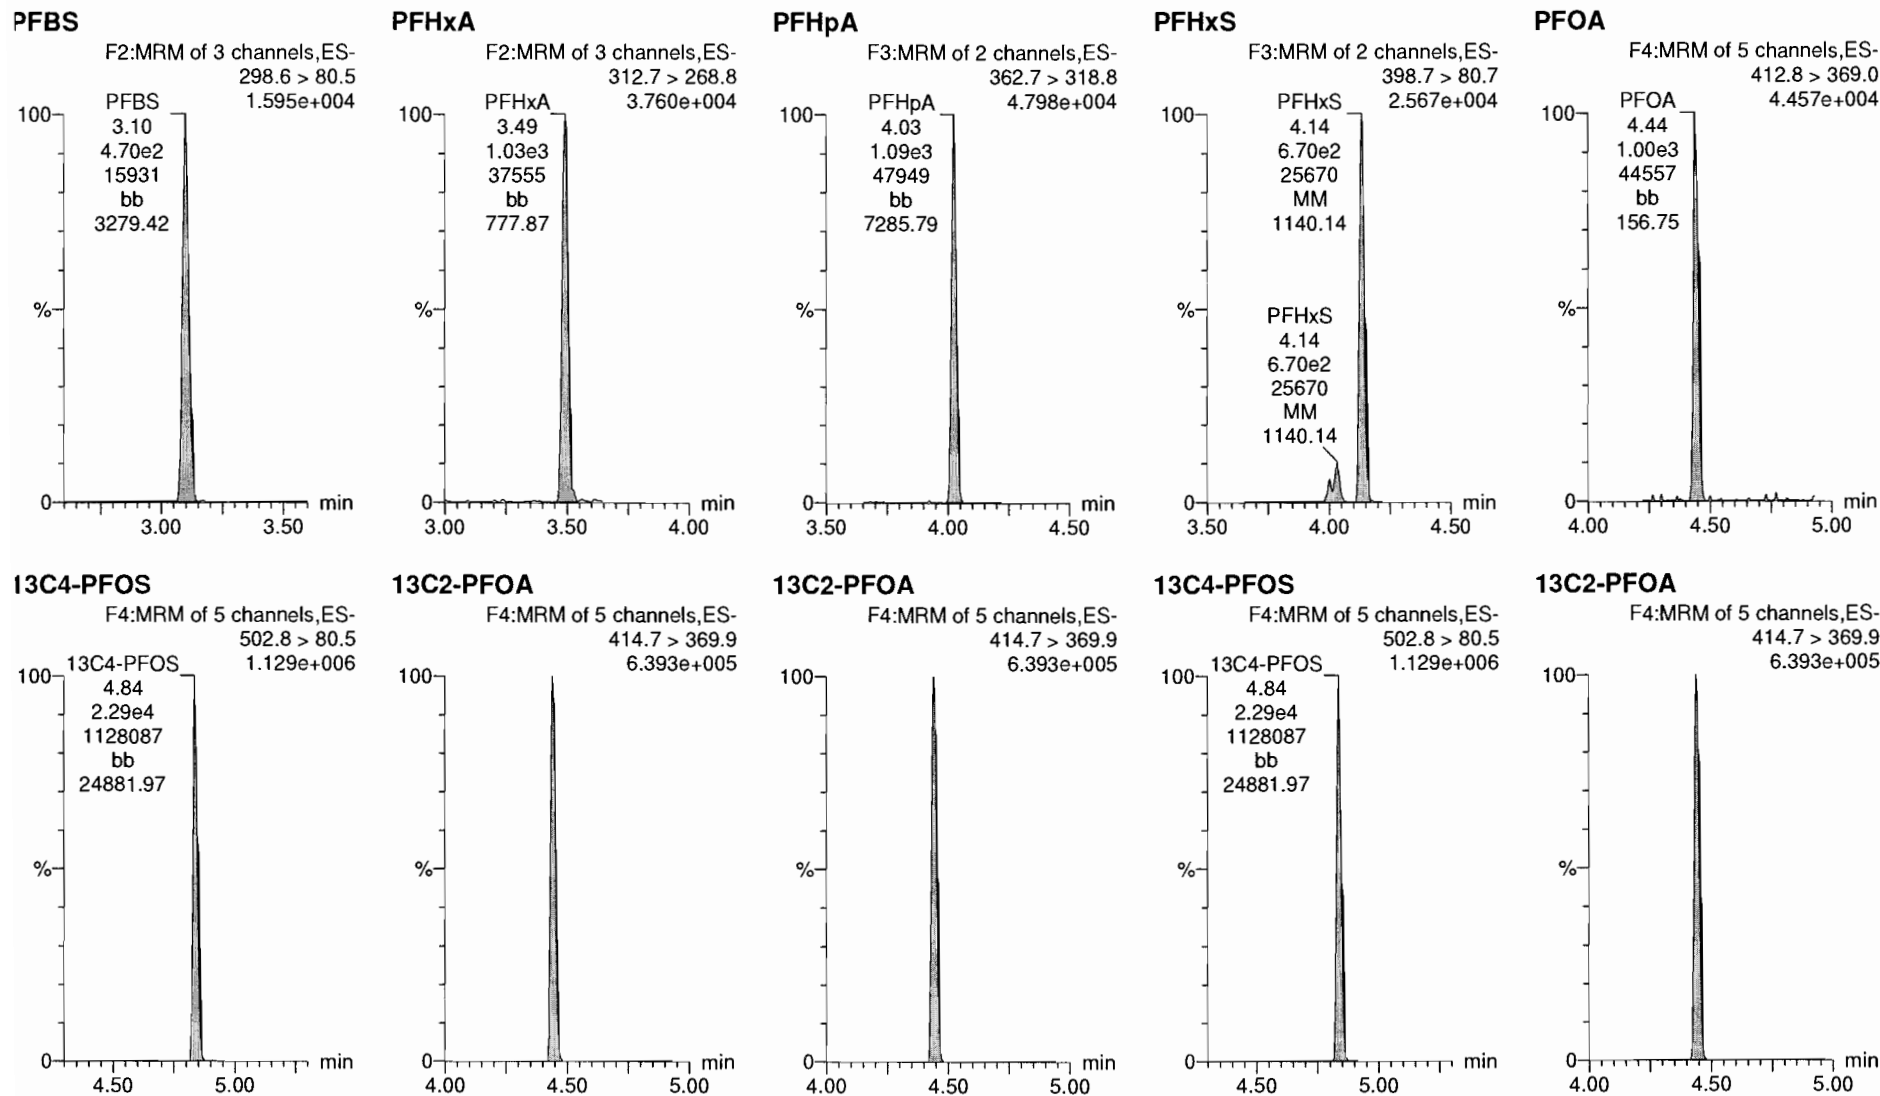 PFBS
F2:MRM of 3 channels,ES-
298.6 > 80.5
1.595e+004
PFBS
3.10
4.70e2
15931
bb
3279.42
100
%
0
min
3.00
3.50
PFHxA
F2:MRM of 3 channels,ES-
312.7 > 268.8
3.760e+004
PFHxA
3.49
1.03e3
37555
bb
777.87
100
%
0
min
3.00
3.50
4.00
PFHpA
F3:MRM of 2 channels,ES-
362.7 > 318.8
4.798e+004
PFHpA
4.03
1.09e3
47949
bb
7285.79
100
%
0
min
3.50
4.00
4.50
PFHxS
F3:MRM of 2 channels,ES-
398.7 > 80.7
2.567e+004
PFHxS
4.14
6.70e2
25670
MM
1140.14
PFHxS
4.14
6.70e2
25670
MM
1140.14
100
%
0
min
3.50
4.00
4.50
PFOA
F4:MRM of 5 channels,ES-
412.8 > 369.0
4.457e+004
PFOA
4.44
1.00e3
44557
bb
156.75
100
%
0
min
4.00
4.50
5.00
13C4-PFOS
F4:MRM of 5 channels,ES-
502.8 > 80.5
1.129e+006
13C4-PFOS
4.84
2.29e4
1128087
bb
24881.97
100
%
0
min
4.50
5.00
13C2-PFOA
F4:MRM of 5 channels,ES-
414.7 > 369.9
6.393e+005
100
%
0
min
4.00
4.50
5.00
13C2-PFOA
F4:MRM of 5 channels,ES-
414.7 > 369.9
6.393e+005
100
%
0
min
4.00
4.50
5.00
13C4-PFOS
F4:MRM of 5 channels,ES-
502.8 > 80.5
1.129e+006
13C4-PFOS
4.84
2.29e4
1128087
bb
24881.97
100
%
0
min
4.50
5.00
13C2-PFOA
F4:MRM of 5 channels,ES-
414.7 > 369.9
6.393e+005
100
%
0
min
4.00
4.50
5.00